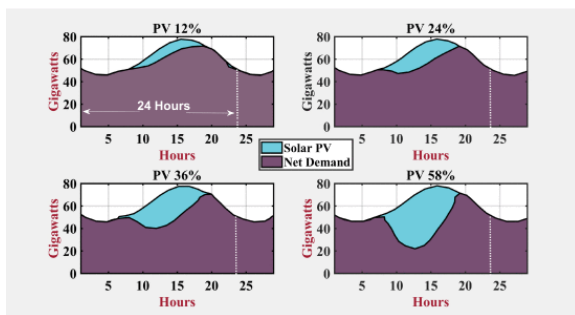 PV 12%
PV 24%
Gigawatts
80
60
40
20
0
24 Hours
5 10 15 20 25
Hours
Gigawatts
80
60
40
20
0
5 10 15 20 25
Hours
Solar PV
Net Demand
PV 36%
PV 58%
Gigawatts
80
60
40
20
0
5 10 15 20 25
Hours
Gigawatts
80
60
40
20
0
5 10 15 20 25
Hours